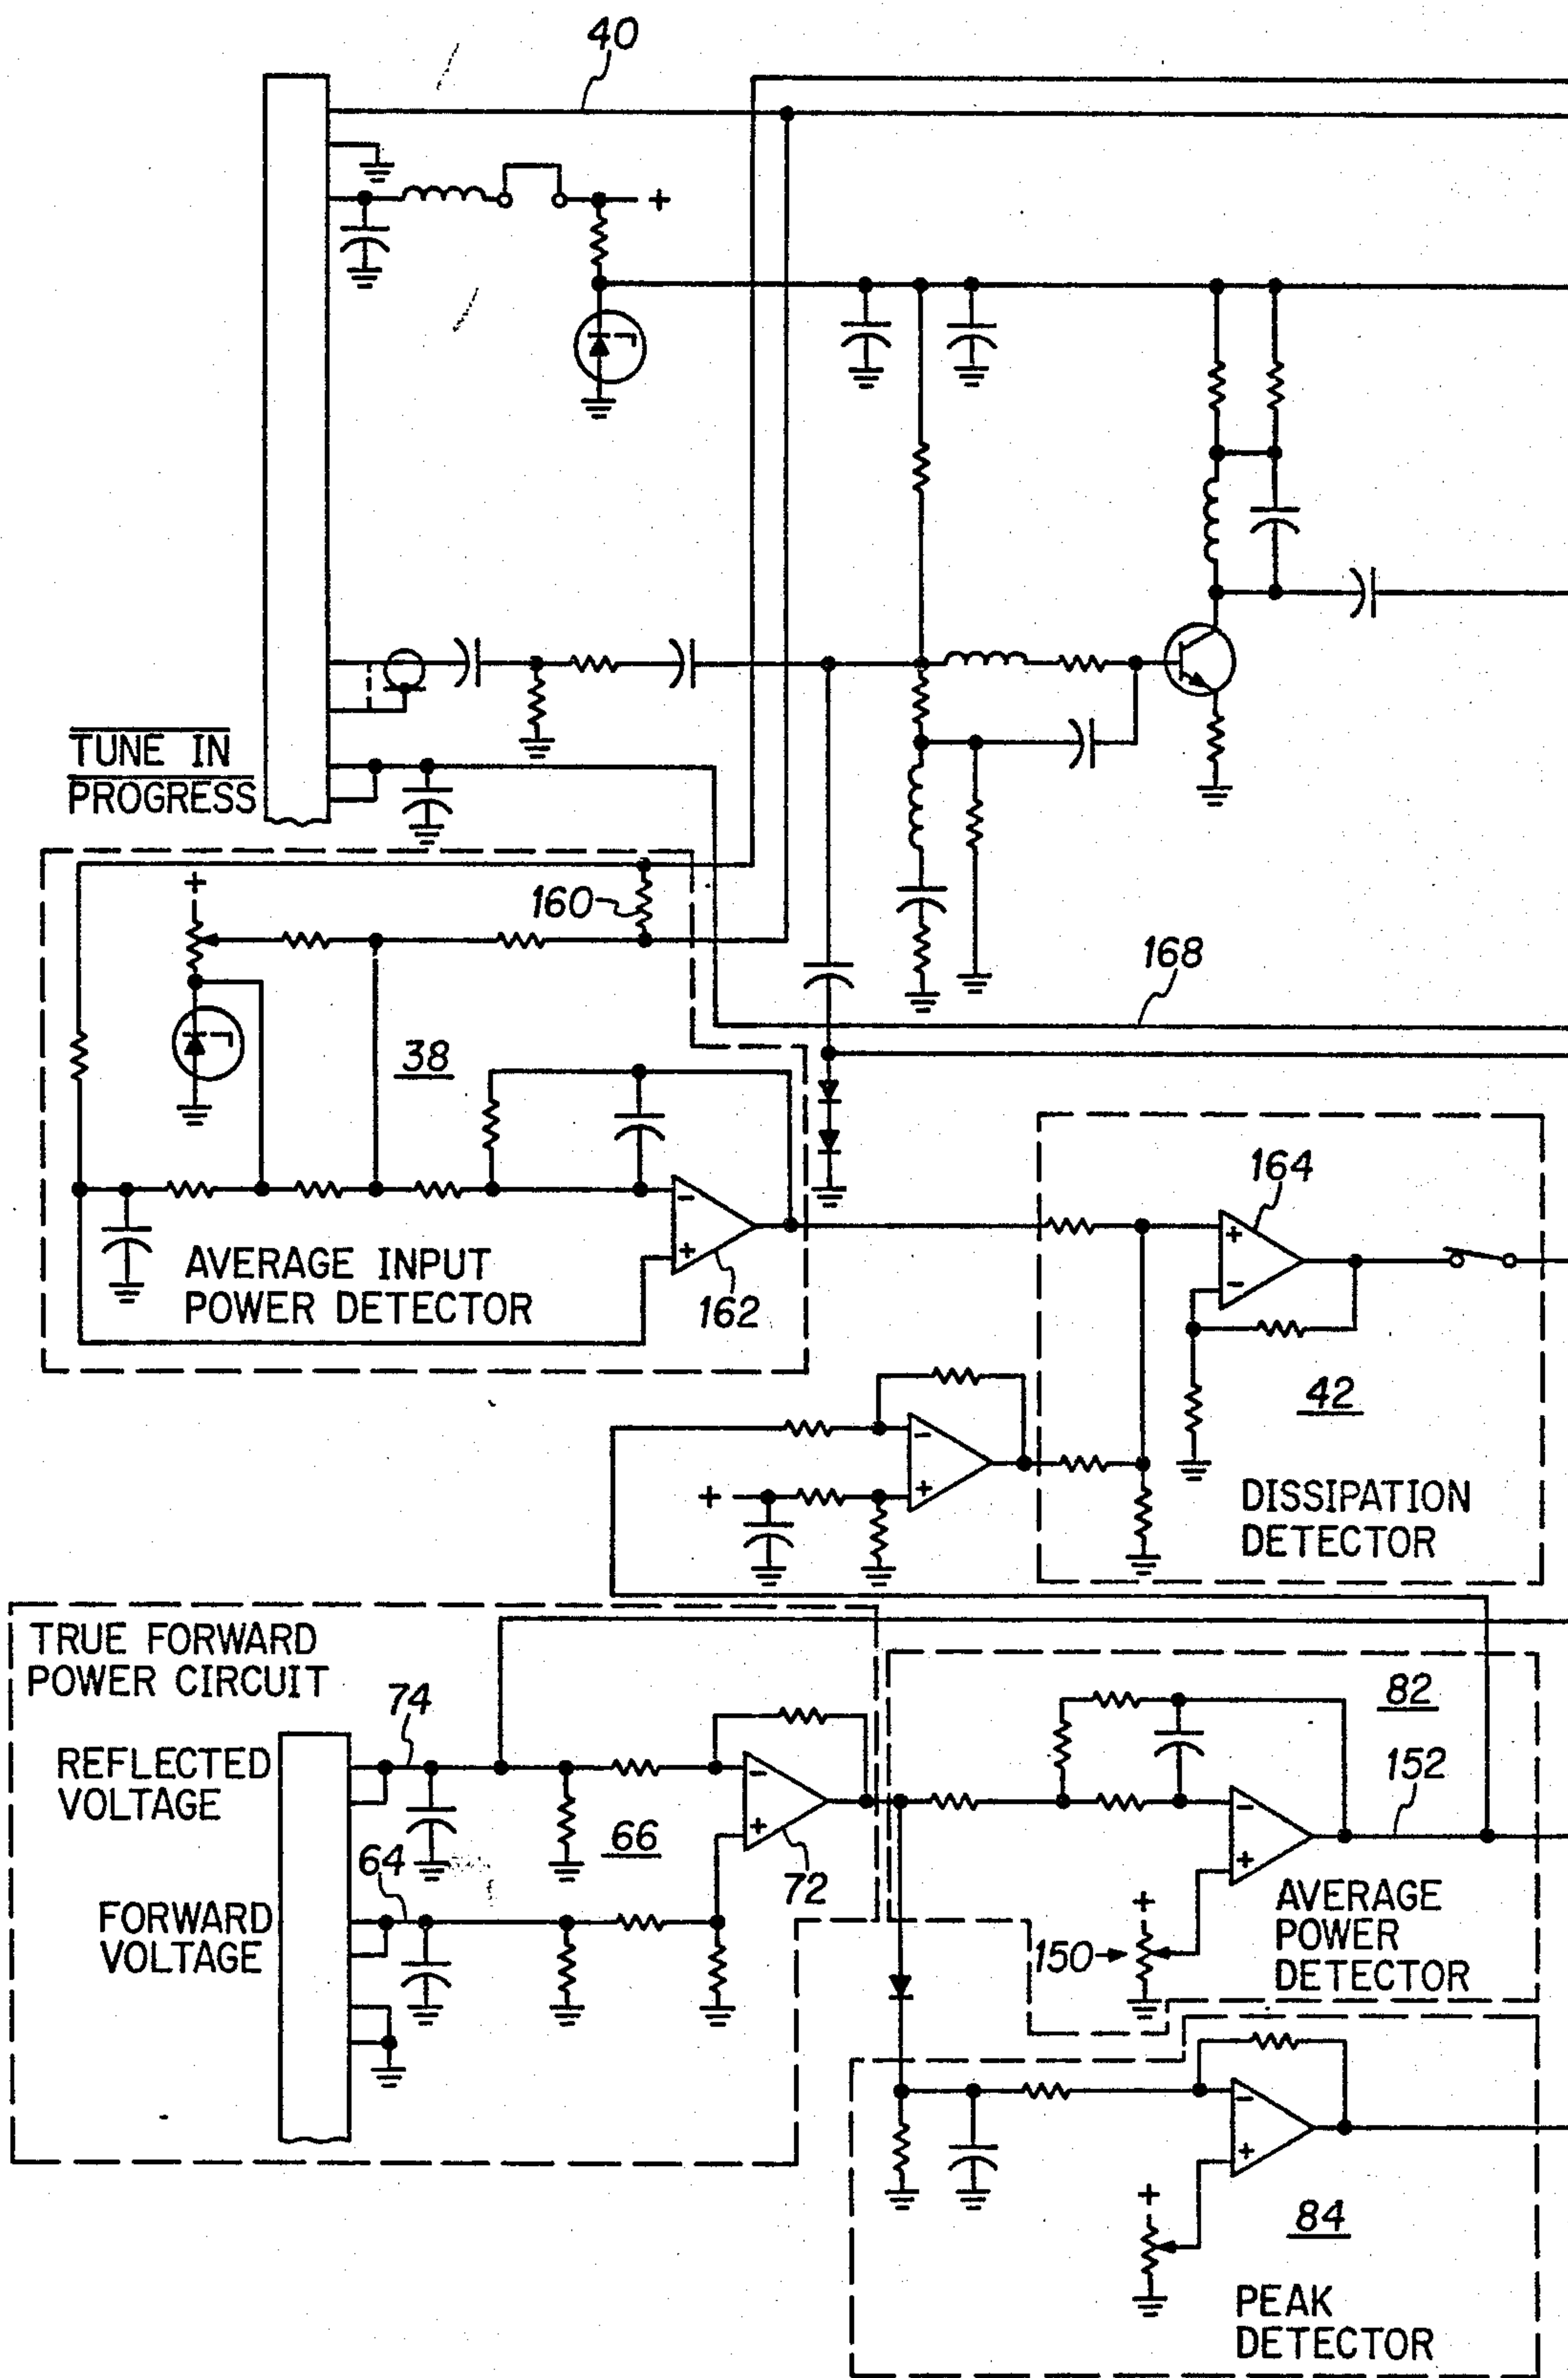 40
+
TUNE IN
PROGRESS
+
160
168
38
164
AVERAGE INPUT
POWER DETECTOR
-
+
162
+
-
42
DISSIPATION
DETECTOR
-
+
+
TRUE FORWARD
POWER CIRCUIT
74
82
REFLECTED
VOLTAGE
-
+
152
66
64
72
-
+
FORWARD
VOLTAGE
+
150
AVERAGE
POWER
DETECTOR
-
+
+
84
PEAK
DETECTOR